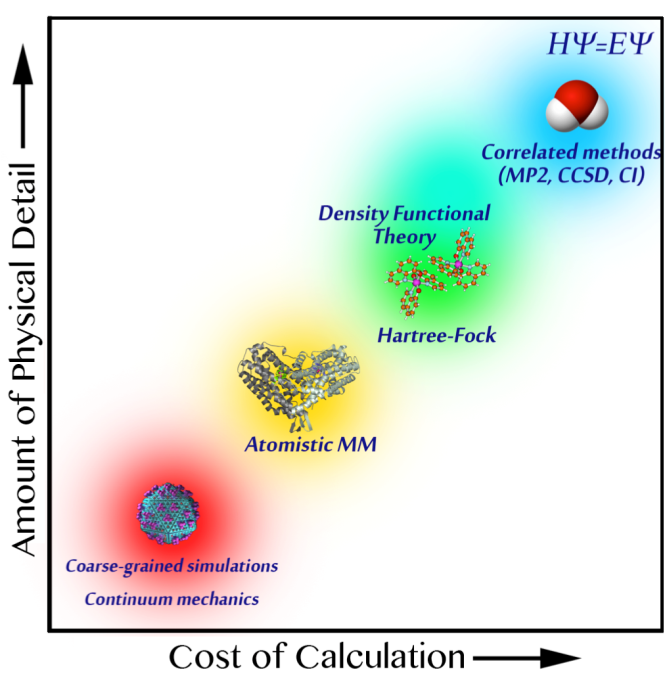 HΨ=EΨ
Correlated methods
(MP2, CCSD, CI)
Density Functional
Theory
Hartree-Fock
Atomistic MM
Coarse-grained simulations
Continuum mechanics
Amount of Physical Detail
Cost of Calculation